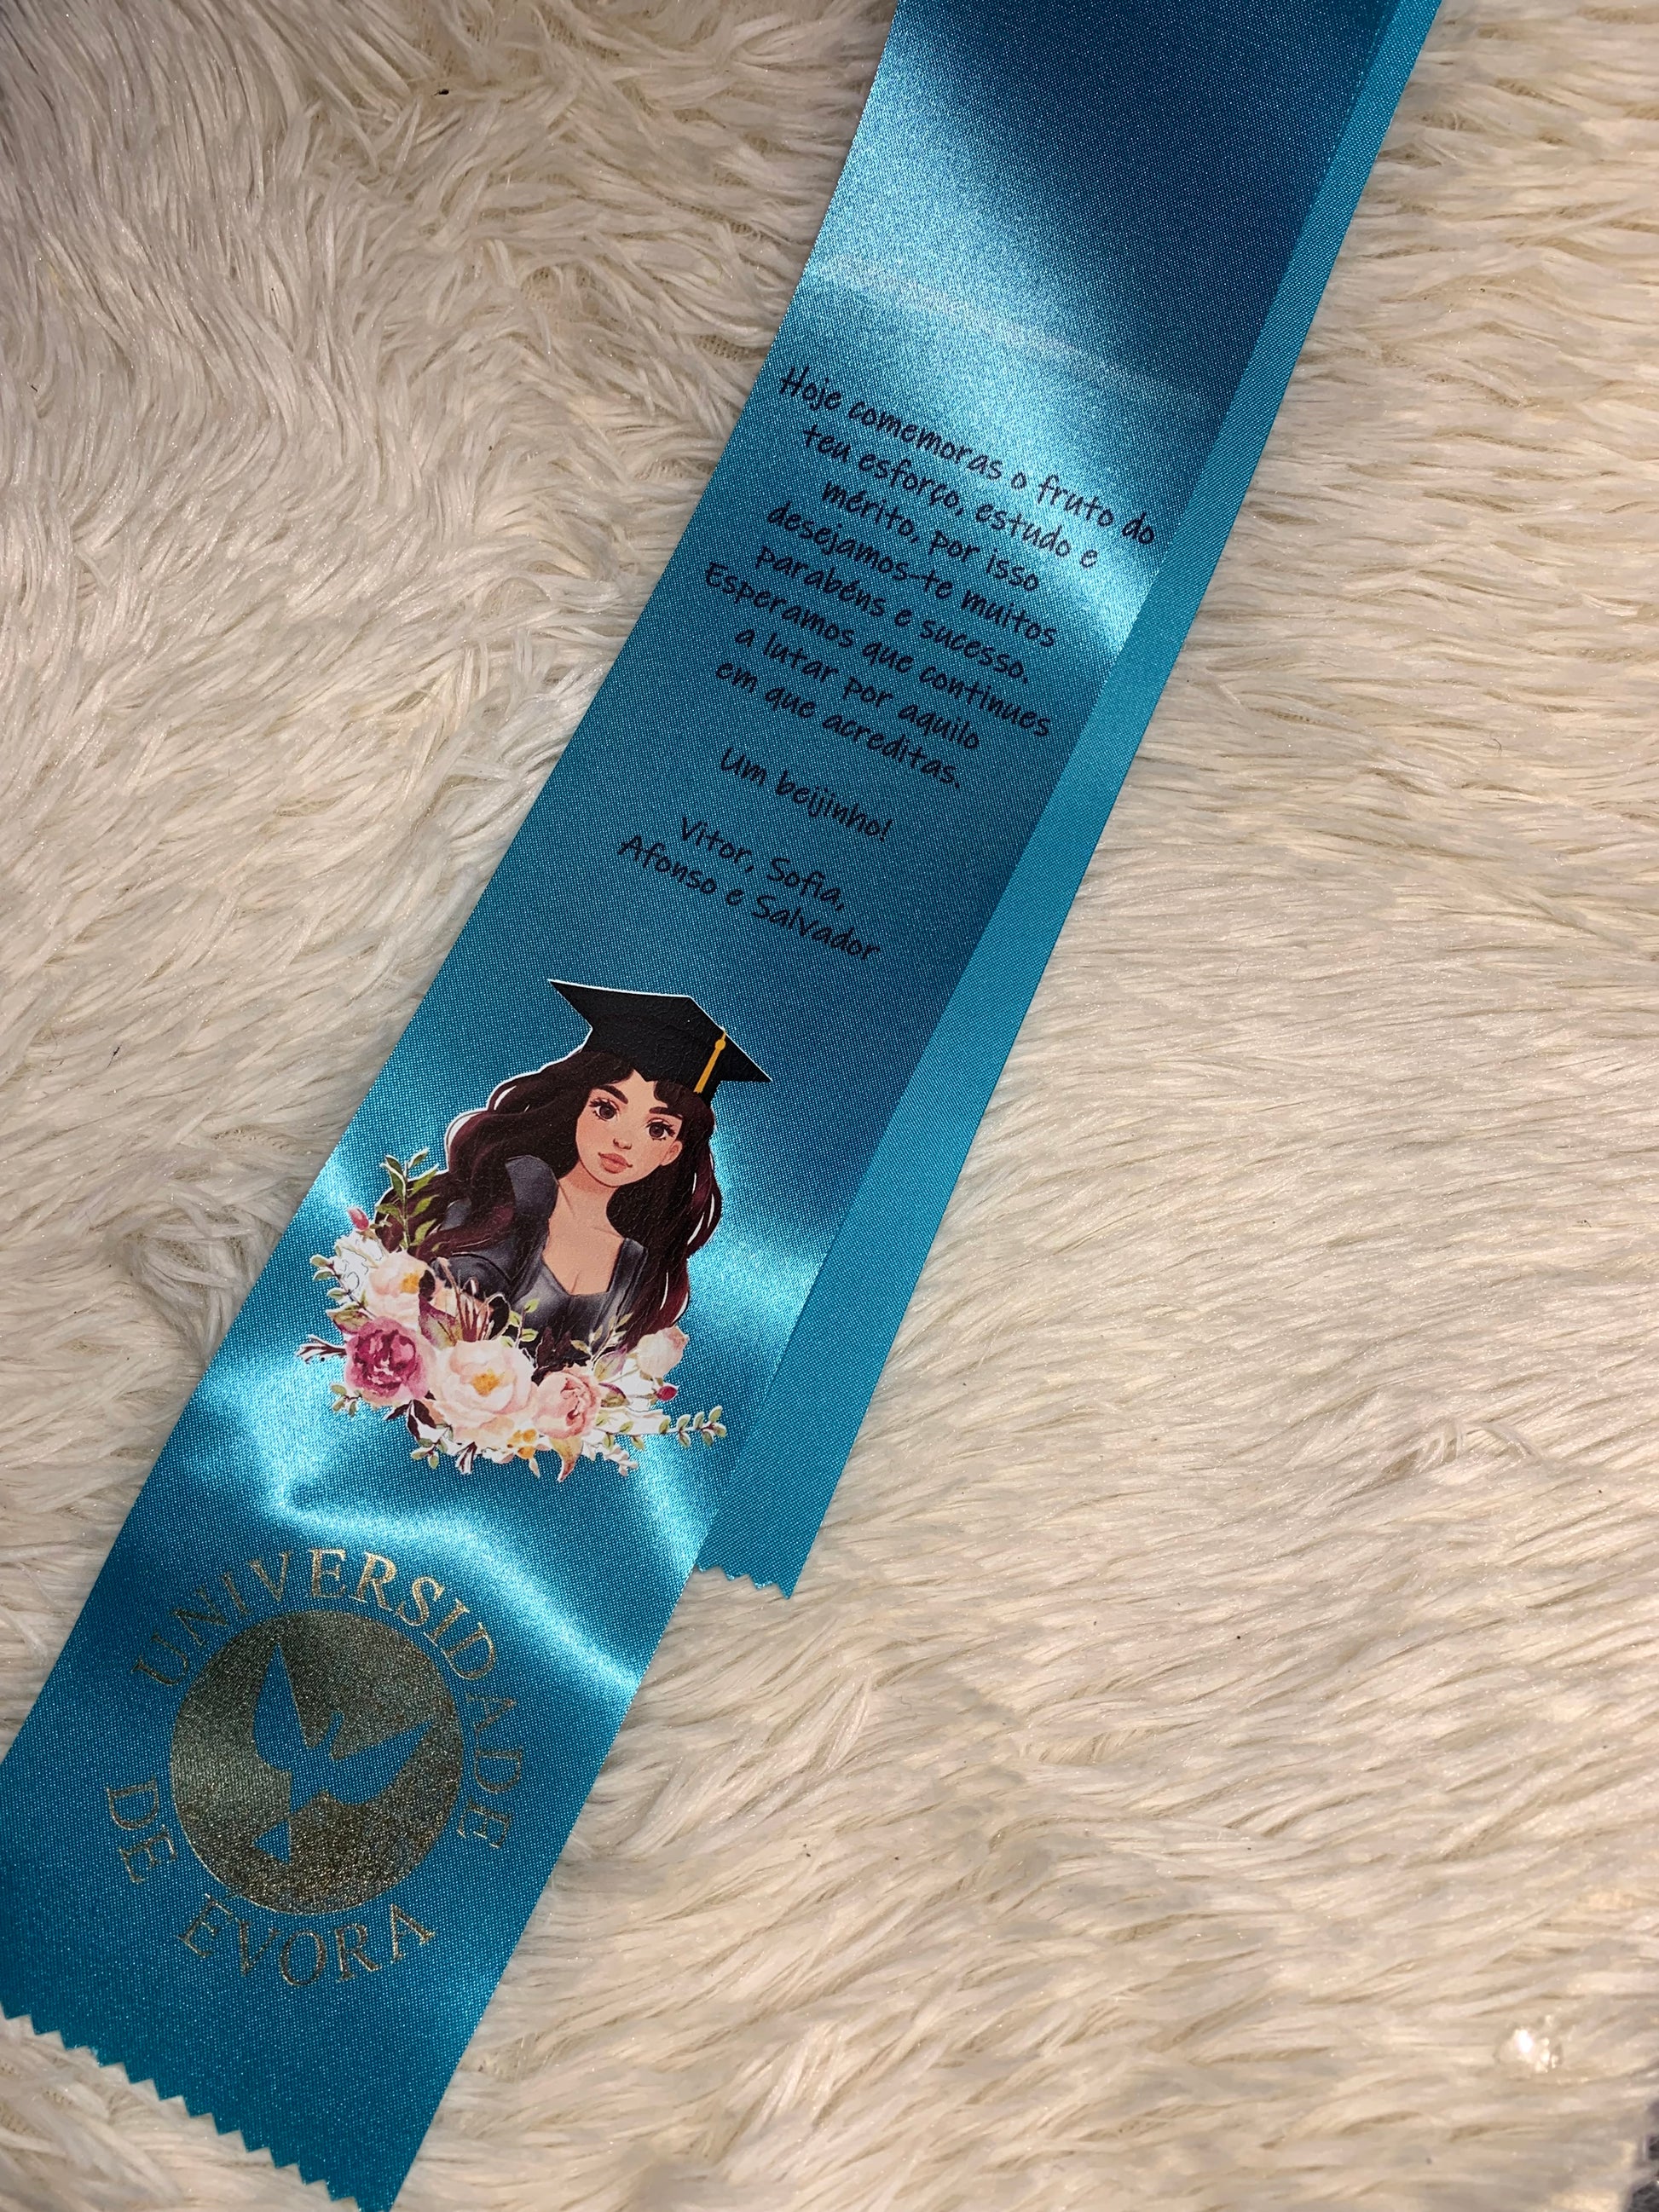 Hoje comemoras o fruto do
teu esforço, estudo e
mérito, por isso
desejamos-te muitos
parabéns e sucesso.
Esperamos que continues
a lutar por aquilo
em que acreditas.
Um beijinho!
Vitor, Sofia,
Afonso e Salvador
UNIVERSIDADE
DE EVORA